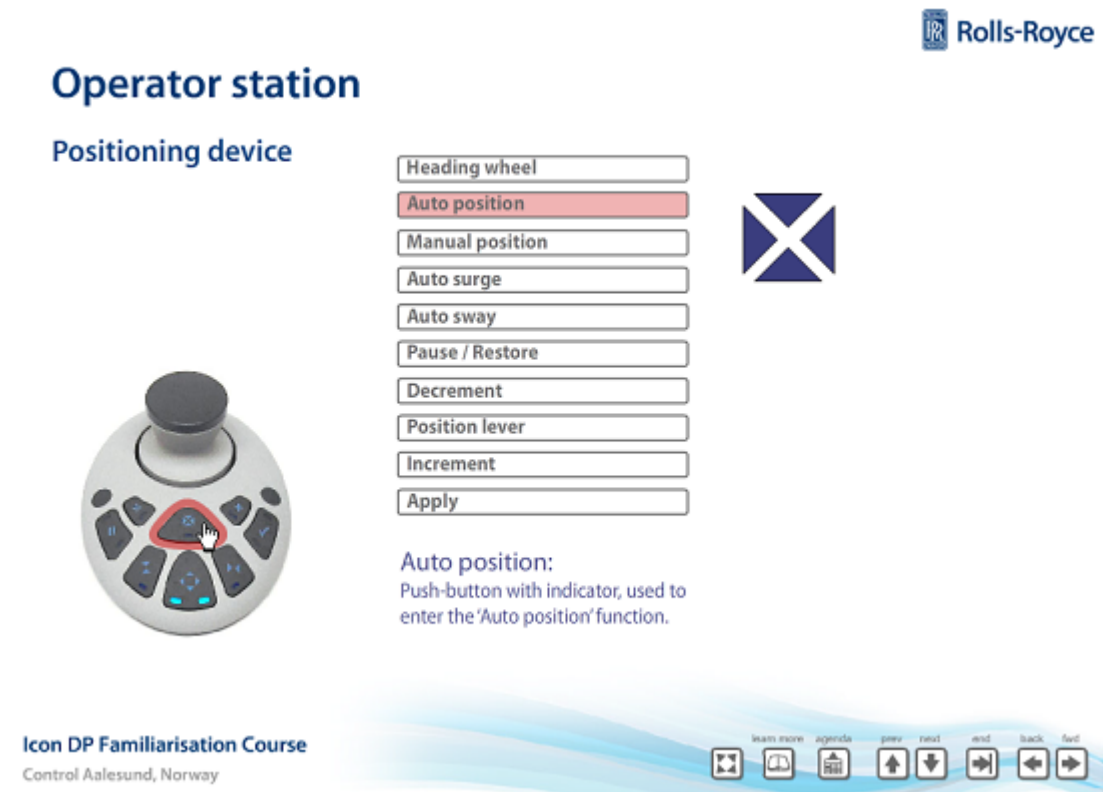 Rolls-Royce
Operator station
Positioning device
Heading wheel
Auto position
Manual position
Auto surge
Auto sway
Pause / Restore
Decrement
Position lever
Increment
Apply
Auto position:
Push-button with indicator, used to
enter the 'Auto position' function.
Icon DP Familiarisation Course
Control Aalesund, Norway
learn more agenda prev next end back fwd